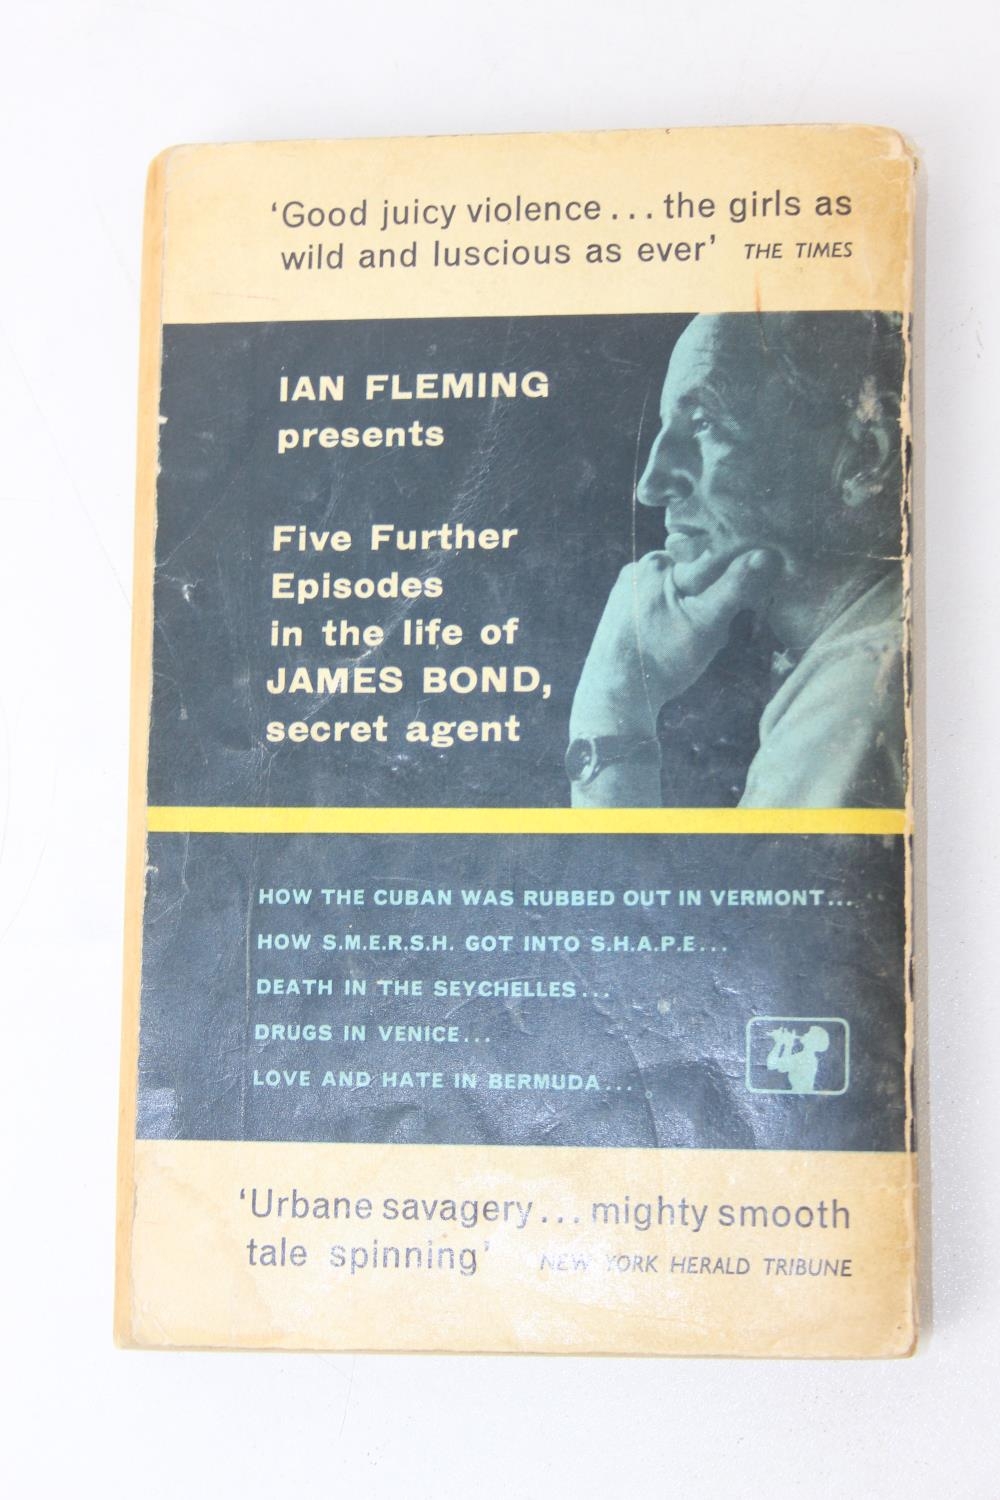 ‘Good juicy violence... the girls as
wild and luscious as ever’ THE TIMES
IAN FLEMING
presents
Five Further
Episodes
in the life of
JAMES BOND,
secret agent
HOW THE CUBAN WAS RUBBED OUT IN VERMONT...
HOW S.M.E.R.S.H. GOT INTO S.H.A.P.E...
DEATH IN THE SEYCHELLES...
DRUGS IN VENICE...
LOVE AND HATE IN BERMUDA...
‘Urbane savagery... mighty smooth
tale spinning’ NEW YORK HERALD TRIBUNE